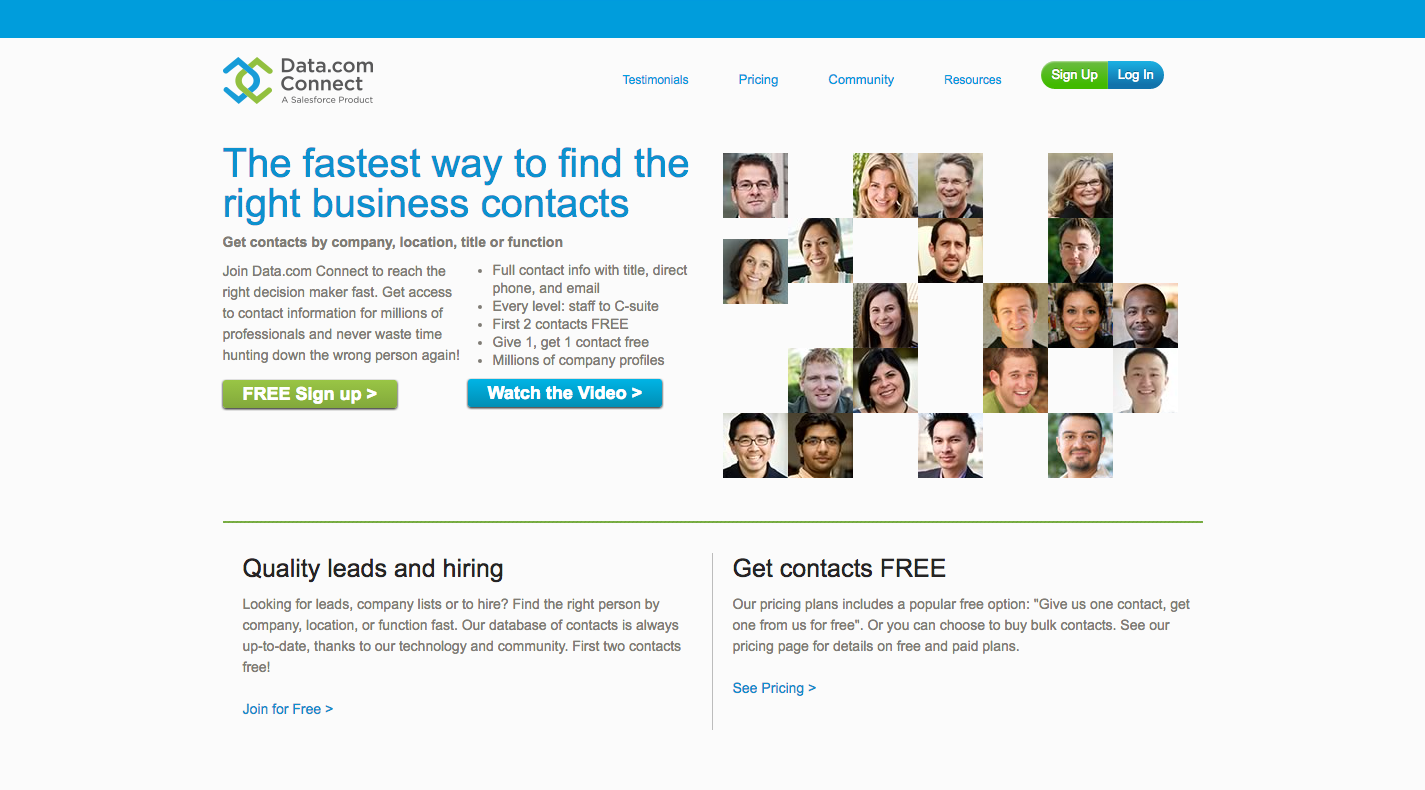 Data.com
Connect
A Salesforce Product
Testimonials
Pricing
Community
Resources
Sign Up
Log In
The fastest way to find the
right business contacts
Get contacts by company, location, title or function
Join Data.com Connect to reach the
right decision maker fast. Get access
to contact information for millions of
professionals and never waste time
hunting down the wrong person again!
• Full contact info with title, direct
phone, and email
• Every level: staff to C-suite
• First 2 contacts FREE
• Give 1, get 1 contact free
• Millions of company profiles
FREE Sign up >
Watch the Video >
Quality leads and hiring
Looking for leads, company lists or to hire? Find the right person by
company, location, or function fast. Our database of contacts is always
up-to-date, thanks to our technology and community. First two contacts
free!
Join for Free >
Get contacts FREE
Our pricing plans includes a popular free option: "Give us one contact, get
one from us for free". Or you can choose to buy bulk contacts. See our
pricing page for details on free and paid plans.
See Pricing >